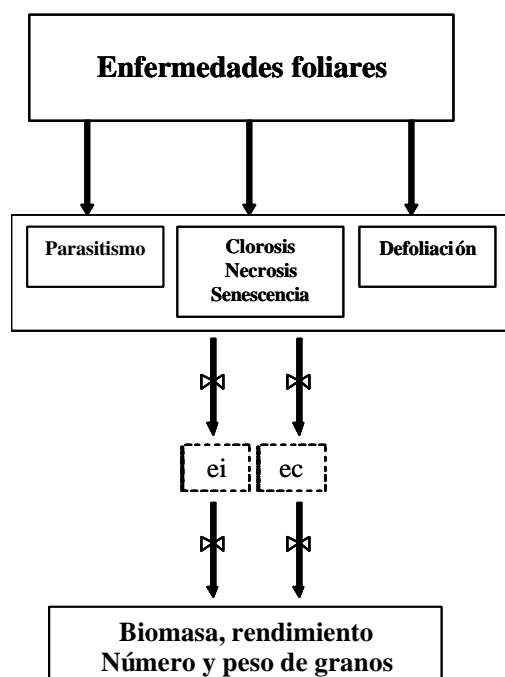 Enfermedades foliares
Parasitismo
Clorosis
Necrosis
Senescencia
Defoliación
ei
ec
Biomasa, rendimiento
Número y peso de granos